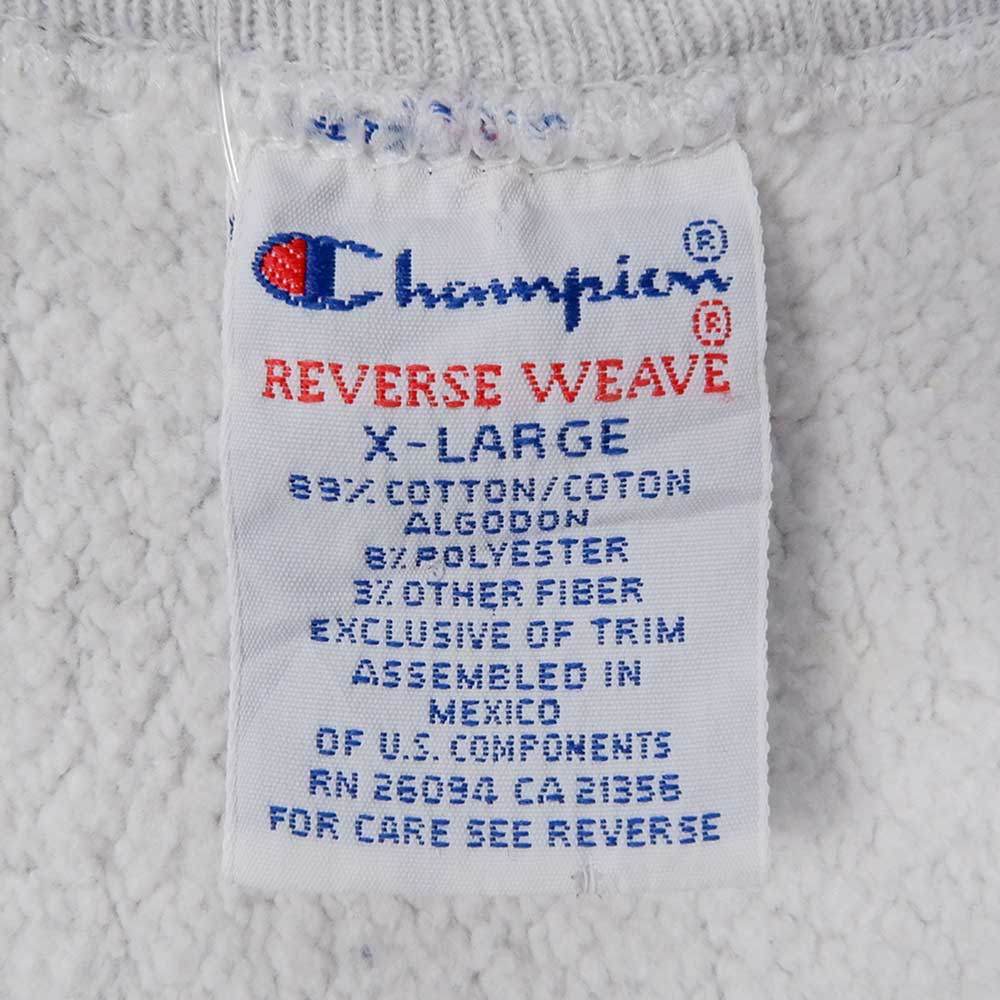 Champion®
®
REVERSE WEAVE
X-LARGE
89% COTTON/COTON
ALGODON
8% POLYESTER
3% OTHER FIBER
EXCLUSIVE OF TRIM
ASSEMBLED IN
MEXICO
OF U.S. COMPONENTS
RN 26094 CA 21356
FOR CARE SEE REVERSE